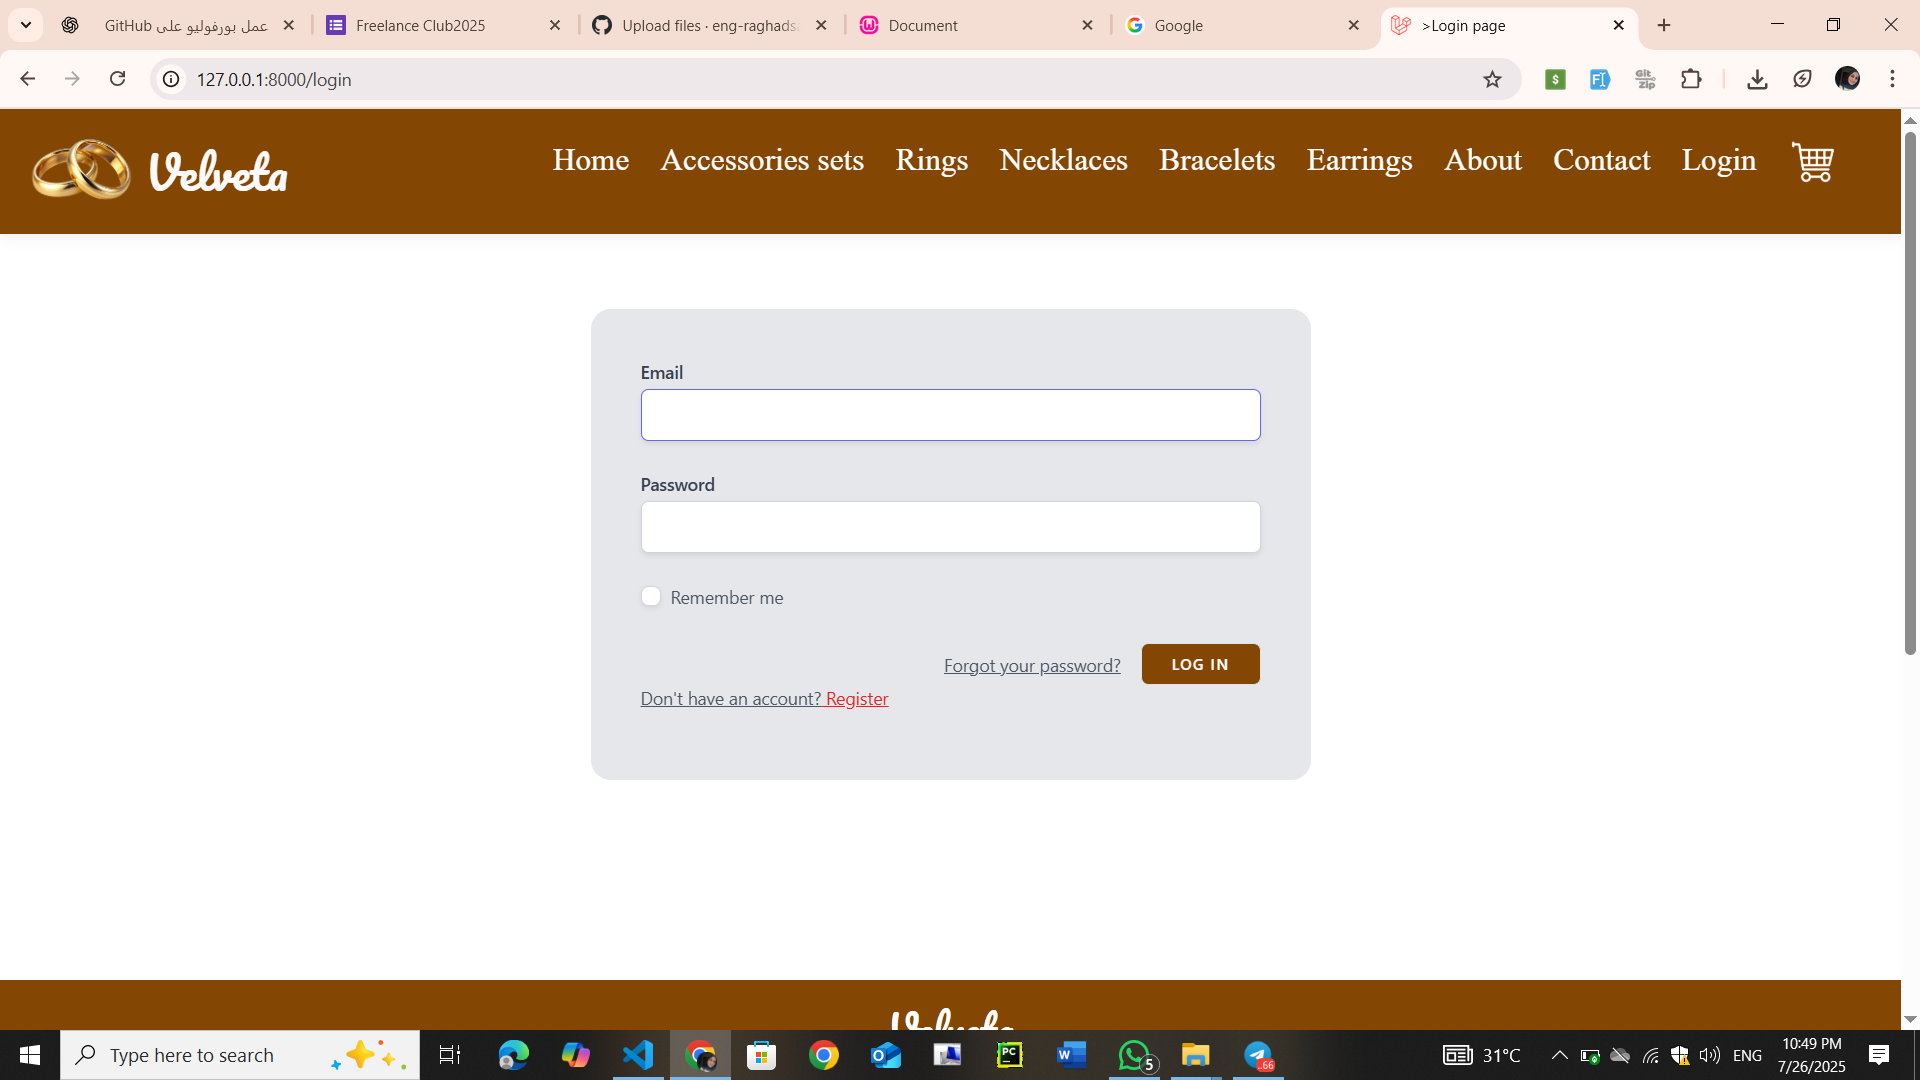 GitHub عمل بورفوليو على
Freelance Club2025
Upload files · eng-raghads
Document
Google
>Login page
127.0.0.1:8000/login
Velveta
Home
Accessories sets
Rings
Necklaces
Bracelets
Earrings
About
Contact
Login
Email
Password
Remember me
Forgot your password?
LOG IN
Don't have an account? Register
Velveta
Type here to search
5
66
31°C
ENG
10:49 PM
7/26/2025